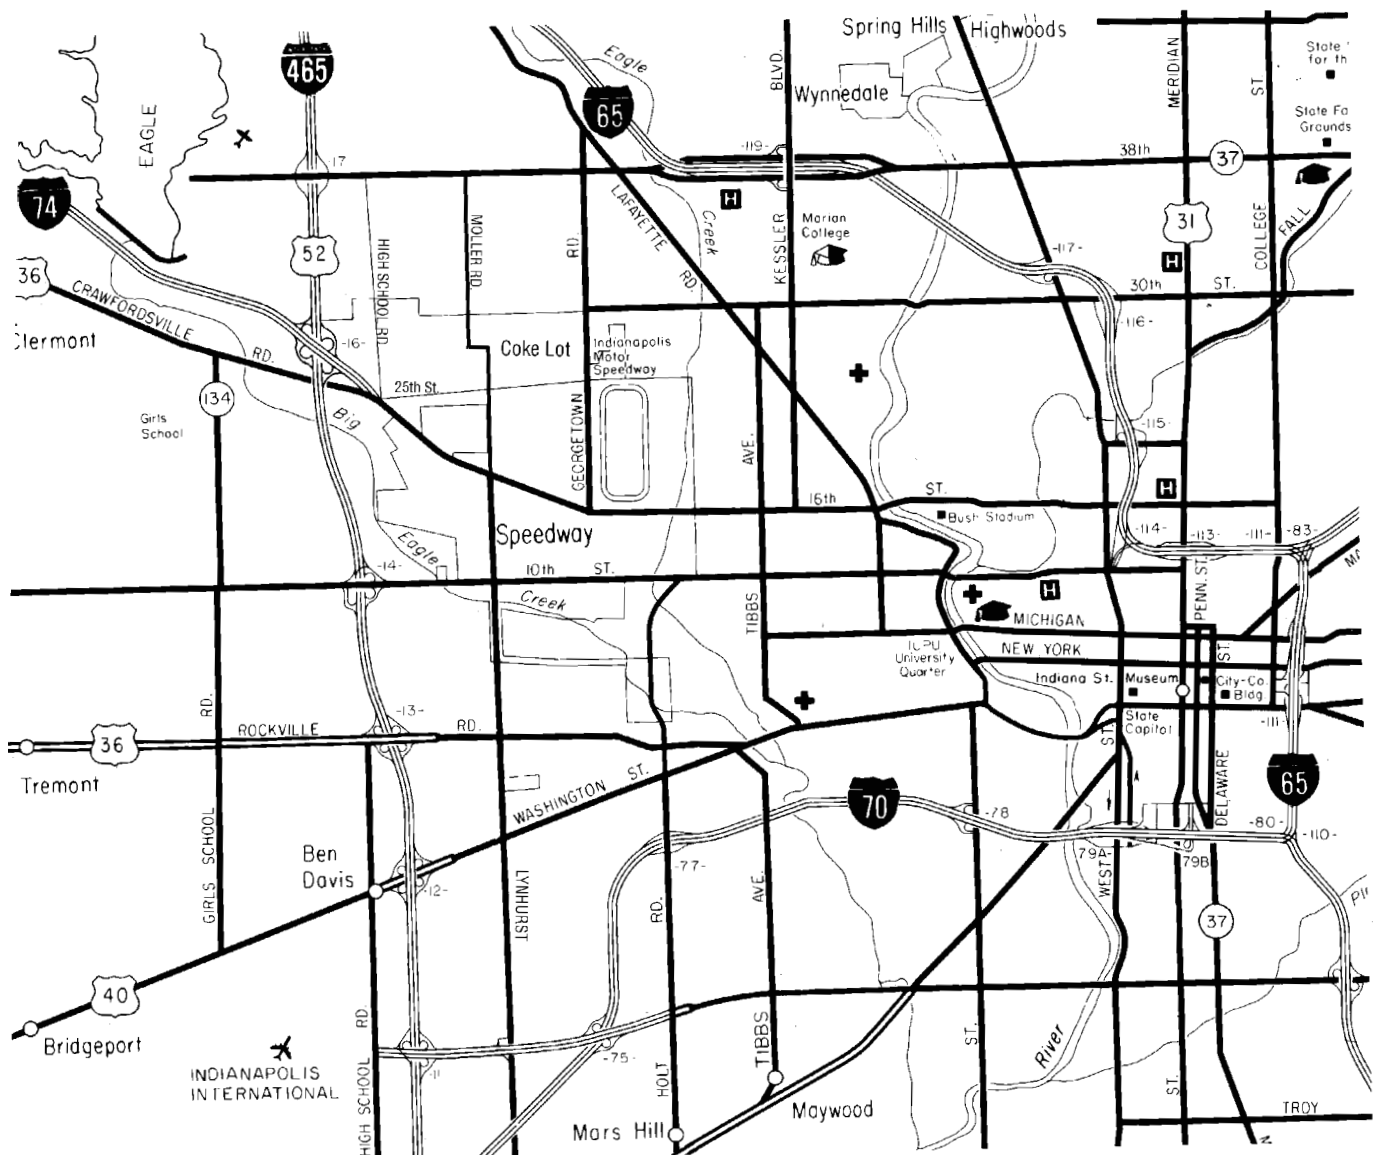 Spring Hills
Highwoods
465
EAGLE
Eagle
BLVD.
MERIDIAN
ST.
State
for th
65
Wynnedale
State Fa
Grounds
-119-
38th
37
-17
74
LAFAYETTE
RD.
Creek
Marian
College
H
31
COLLEGE
FALL
52
HIGH SCHOOL RD.
MOLLER RD.
RD.
KESSLER
-117-
H
36
CRAWFORDSVILLE
RD.
30th
ST.
-116-
-16-
Coke Lot
Indianapolis
Motor
Speedway
25th St.
134
Girls
School
Big
GEORGETOWN
AVE.
-115-
16th
ST.
H
Bush Stadium
Speedway
-114-
-113-
-111-
-83-
Eagle
-14-
10th
ST.
Creek
TIBBS
H
PENN. ST.
MICHIGAN
NEW YORK
ST.
IUPU
University
Quarter
Indiana St.
Museum
City-Co.
Bldg.
RD.
-13-
State
Capitol
ST.
-111-
36
ROCKVILLE
RD.
Tremont
WASHINGTON
ST.
70
DELAWARE
65
-78
-80-
-110-
GIRLS SCHOOL
Ben
Davis
-77-
79A-
79B
-12-
LYNHURST
RD.
AVE.
WEST
37
40
RD
Bridgeport
-75-
TIBBS
ST.
River
INDIANAPOLIS
INTERNATIONAL
-11
HIGH SCHOOL
HOLT
ST.
Maywood
Mars Hill
TROY